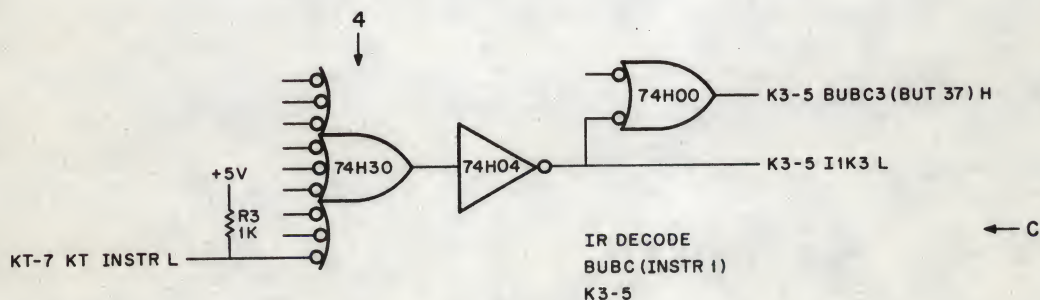 4
74H00
K3-5 BUBC3 (BUT 37) H
74H30
74H04
K3-5 I1K3 L
+5V
R3
1K
KT-7 KT INSTR L
IR DECODE
BUBC (INSTR 1)
K3-5
C